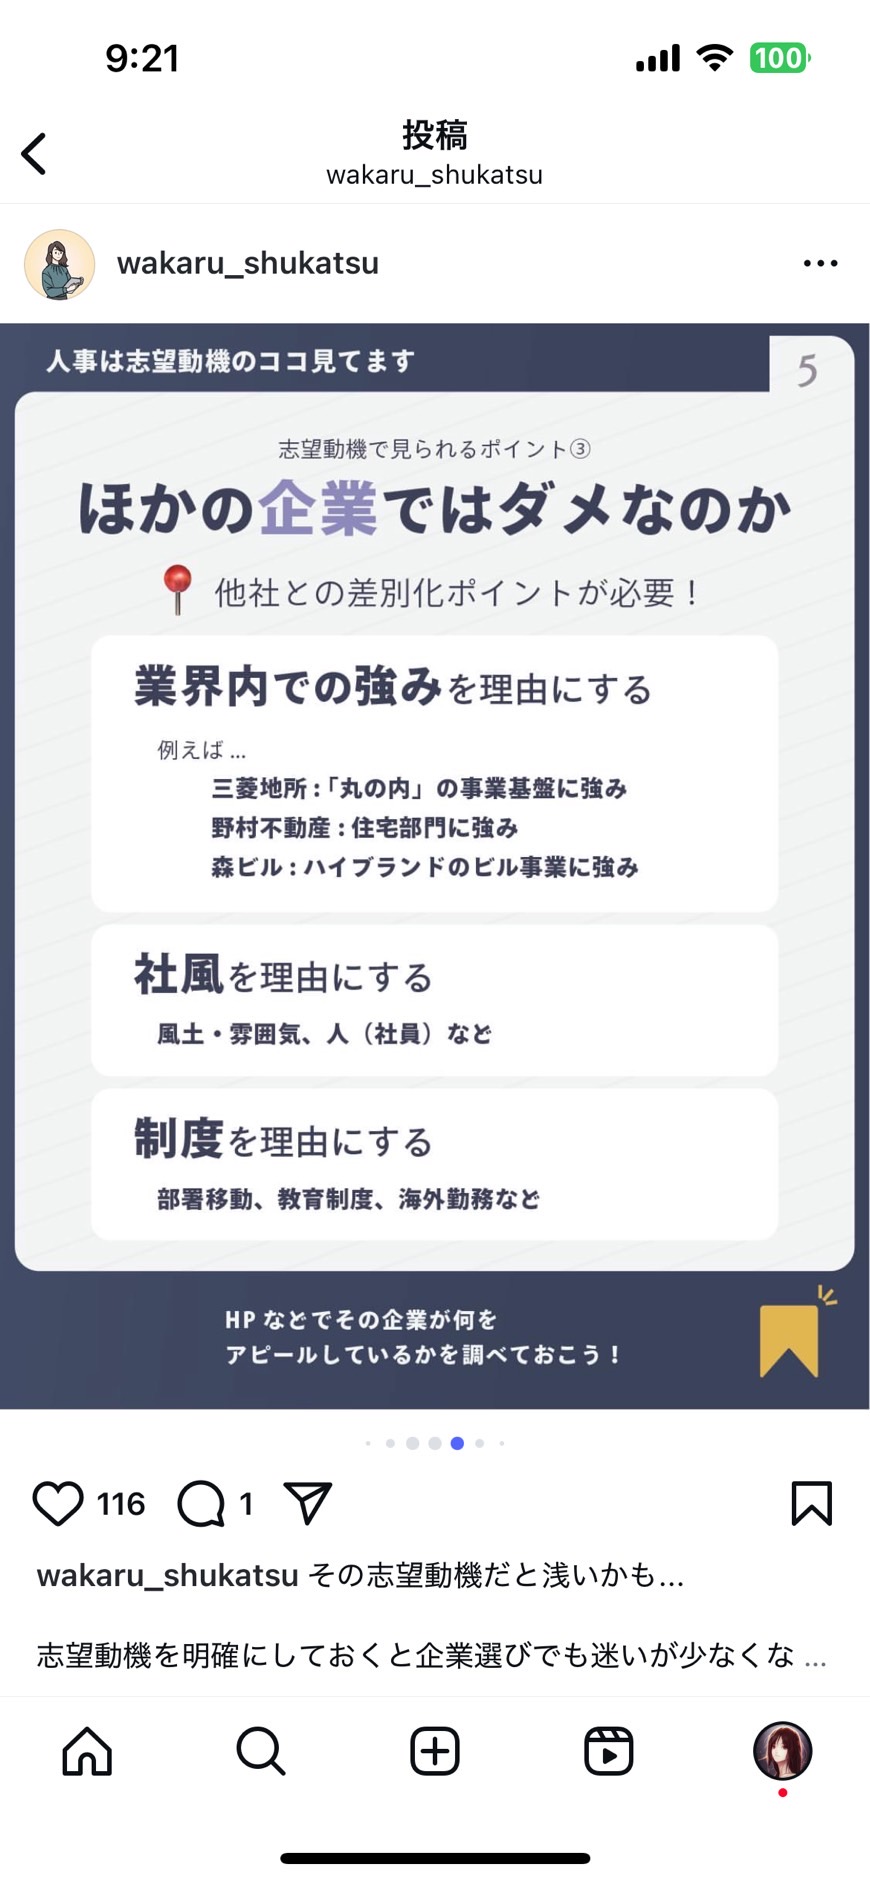 9:21
100
投稿
wakaru_shukatsu
wakaru_shukatsu
人事は志望動機のココ見てます
5
志望動機で見られるポイント③
ほかの企業ではダメなのか
他社との差別化ポイントが必要！
業界内での強みを理由にする
例えば ...
三菱地所：「丸の内」の事業基盤に強み
野村不動産：住宅部門に強み
森ビル：ハイブランドのビル事業に強み
社風を理由にする
風土・雰囲気、人（社員）など
制度を理由にする
部署移動、教育制度、海外勤務など
HP などでその企業が何を
アピールしているかを調べておこう！
116
1
wakaru_shukatsu その志望動機だと浅いかも...
志望動機を明確にしておくと企業選びでも迷いが少なくな ...